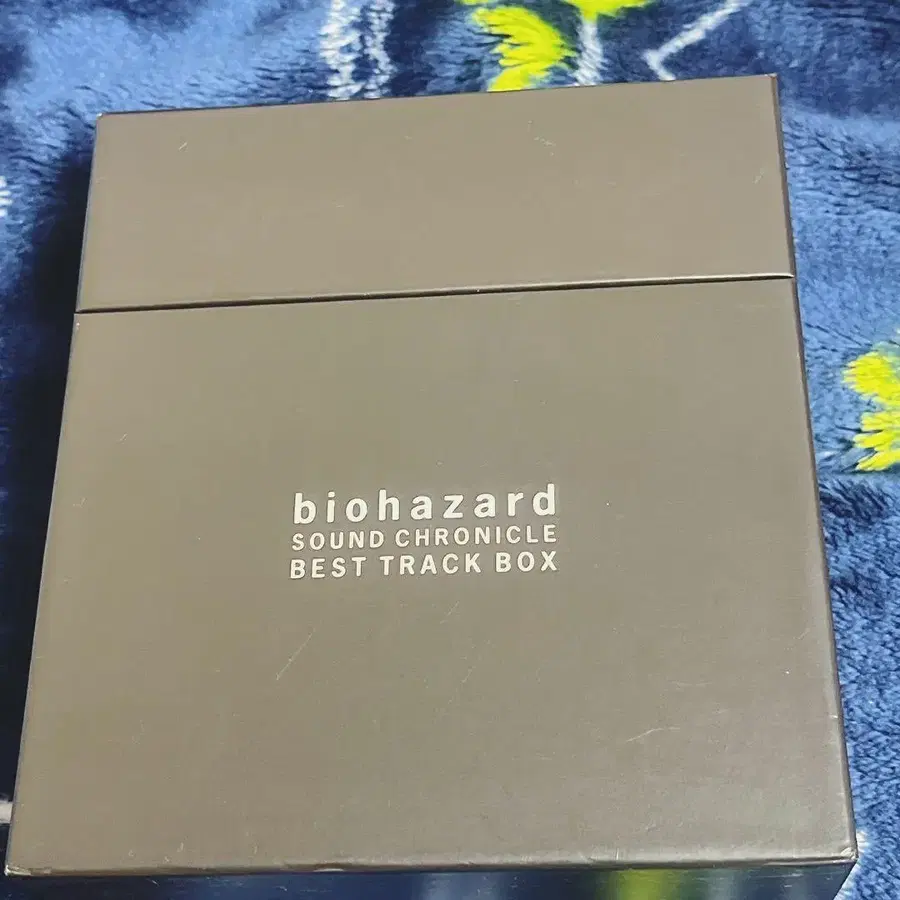 biohazard
SOUND CHRONICLE
BEST TRACK BOX